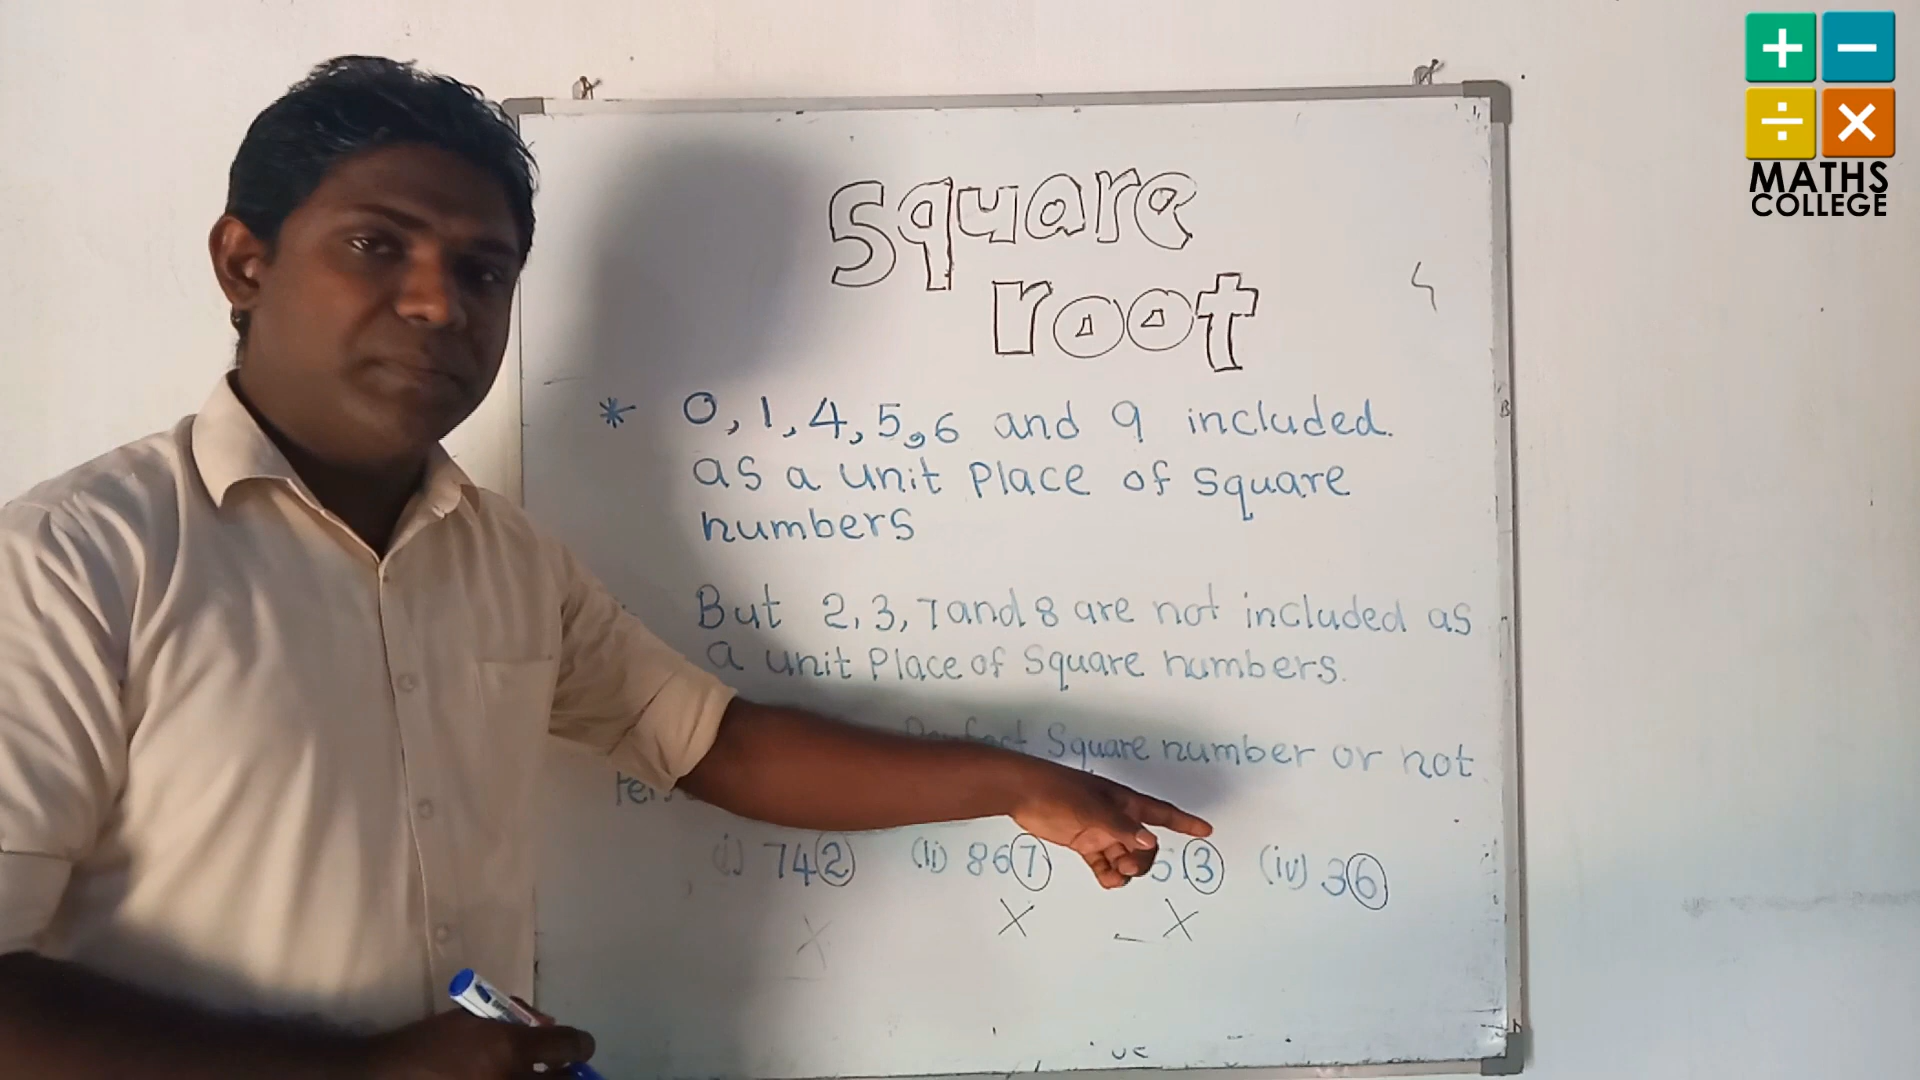 + −
÷ ×
MATHS
COLLEGE
Square
root
* 0, 1, 4, 5, 6 and 9 included.
as a unit Place of square
numbers
But 2, 3, 7 and 8 are not included as
a unit Place of Square numbers.
Perfect Square number or not
(i) 742 (ii) 867 53 (iv) 36
X X X